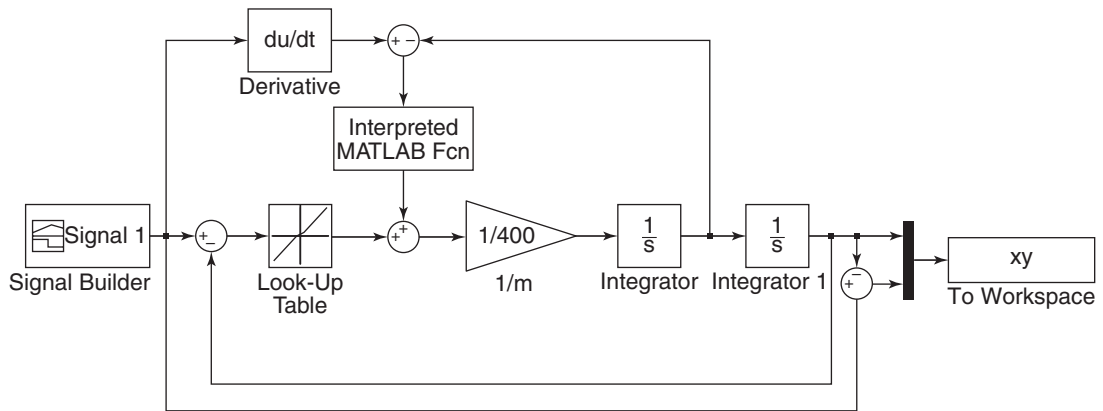 du/dt
+ −
Derivative
Interpreted
MATLAB Fcn
Signal 1
+
−
+
+
1/400
1
s
1
s
xy
Signal Builder
Look-Up
Table
1/m
Integrator
Integrator 1
−
+
To Workspace